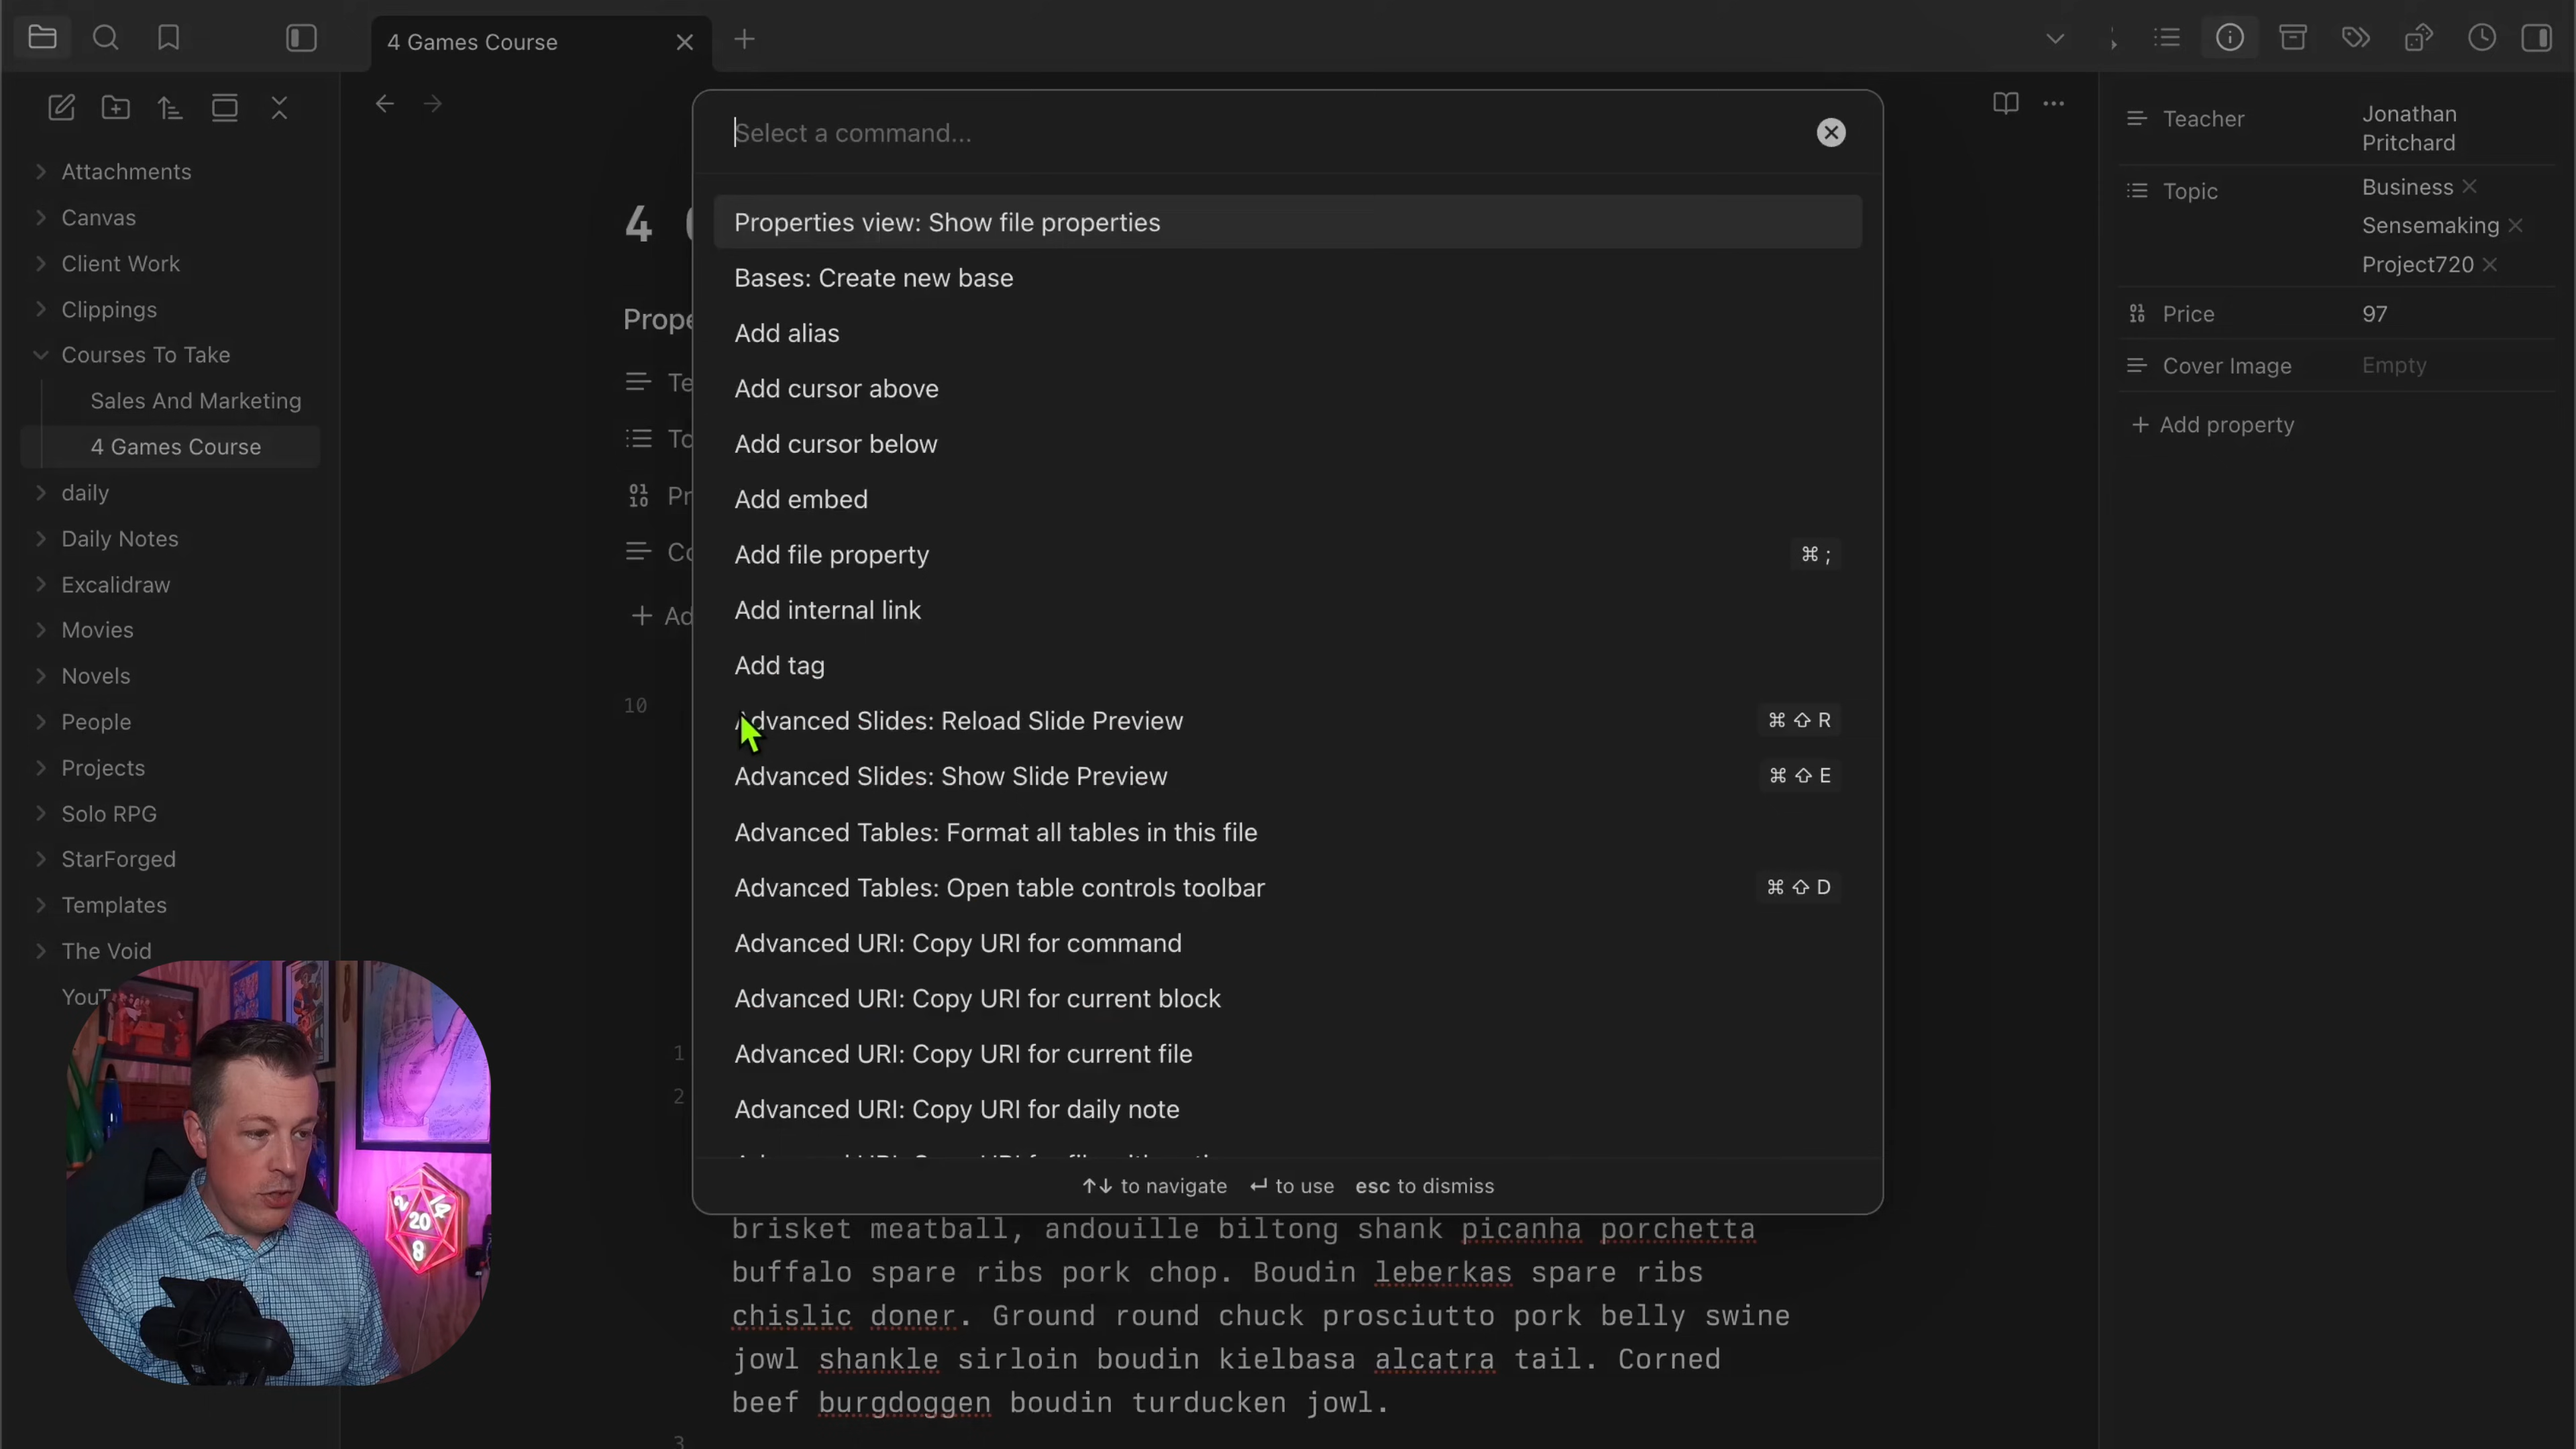 4 Games Course
Attachments
Canvas
Client Work
Clippings
Courses To Take
Sales And Marketing
4 Games Course
daily
Daily Notes
Excalidraw
Movies
Novels
People
Projects
Solo RPG
StarForged
Templates
The Void
4
10
1
2
3
Select a command...
Properties view: Show file properties
Bases: Create new base
Add alias
Add cursor above
Add cursor below
Add embed
Add file property ⌘ ;
Add internal link
Add tag
Advanced Slides: Reload Slide Preview ⌘ ⇧ R
Advanced Slides: Show Slide Preview ⌘ ⇧ E
Advanced Tables: Format all tables in this file
Advanced Tables: Open table controls toolbar ⌘ ⇧ D
Advanced URI: Copy URI for command
Advanced URI: Copy URI for current block
Advanced URI: Copy URI for current file
Advanced URI: Copy URI for daily note
↑↓ to navigate ↵ to use esc to dismiss
brisket meatball, andouille biltong shank picanha porchetta
buffalo spare ribs pork chop. Boudin leberkas spare ribs
chislic doner. Ground round chuck prosciutto pork belly swine
jowl shankle sirloin boudin kielbasa alcatra tail. Corned
beef burgdoggen boudin turducken jowl.
Teacher Jonathan
Pritchard
Topic Business
Sensemaking
Project720
Price 97
Cover Image Empty
+ Add property
20
8